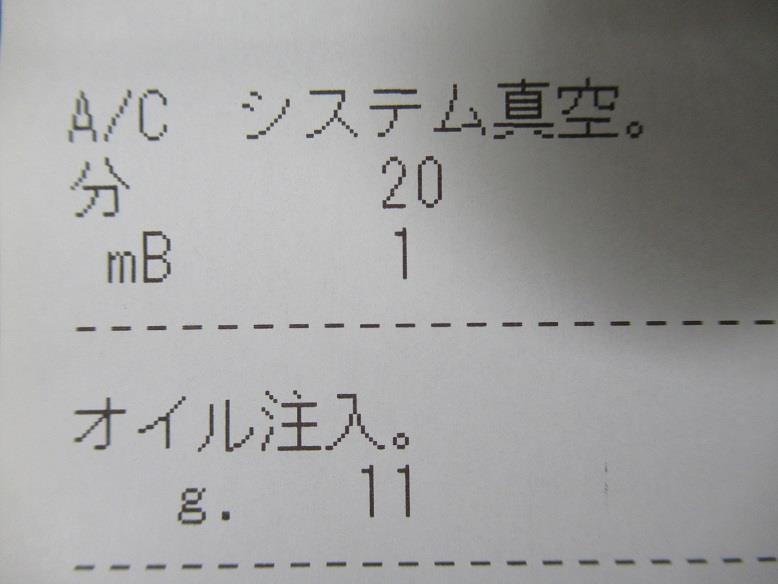 A/C システム真空。
分 20
mB 1
オイル注入。
g. 11